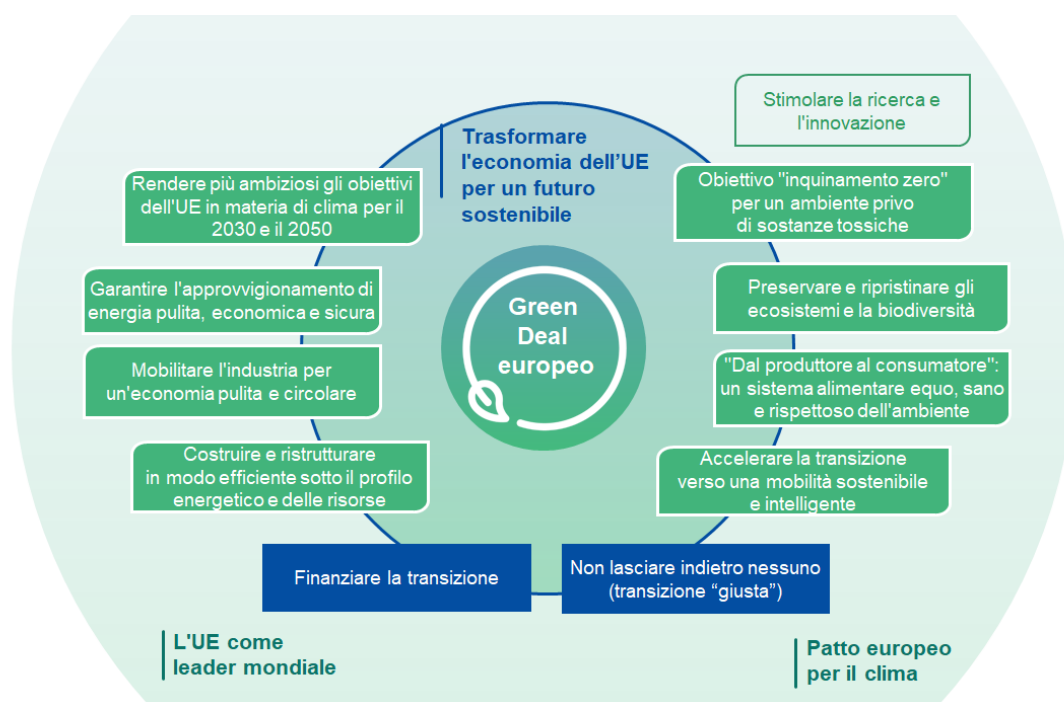 Stimolare la ricerca e
l'innovazione
Trasformare
l'economia dell'UE
per un futuro
sostenibile
Rendere più ambiziosi gli obiettivi
dell'UE in materia di clima per il
2030 e il 2050
Obiettivo "inquinamento zero"
per un ambiente privo
di sostanze tossiche
Garantire l'approvvigionamento di
energia pulita, economica e sicura
Preservare e ripristinare gli
ecosistemi e la biodiversità
Green
Deal
europeo
Mobilitare l'industria per
un'economia pulita e circolare
"Dal produttore al consumatore":
un sistema alimentare equo, sano
e rispettoso dell'ambiente
Costruire e ristrutturare
in modo efficiente sotto il profilo
energetico e delle risorse
Accelerare la transizione
verso una mobilità sostenibile
e intelligente
Finanziare la transizione
Non lasciare indietro nessuno
(transizione “giusta”)
L'UE come
leader mondiale
Patto europeo
per il clima